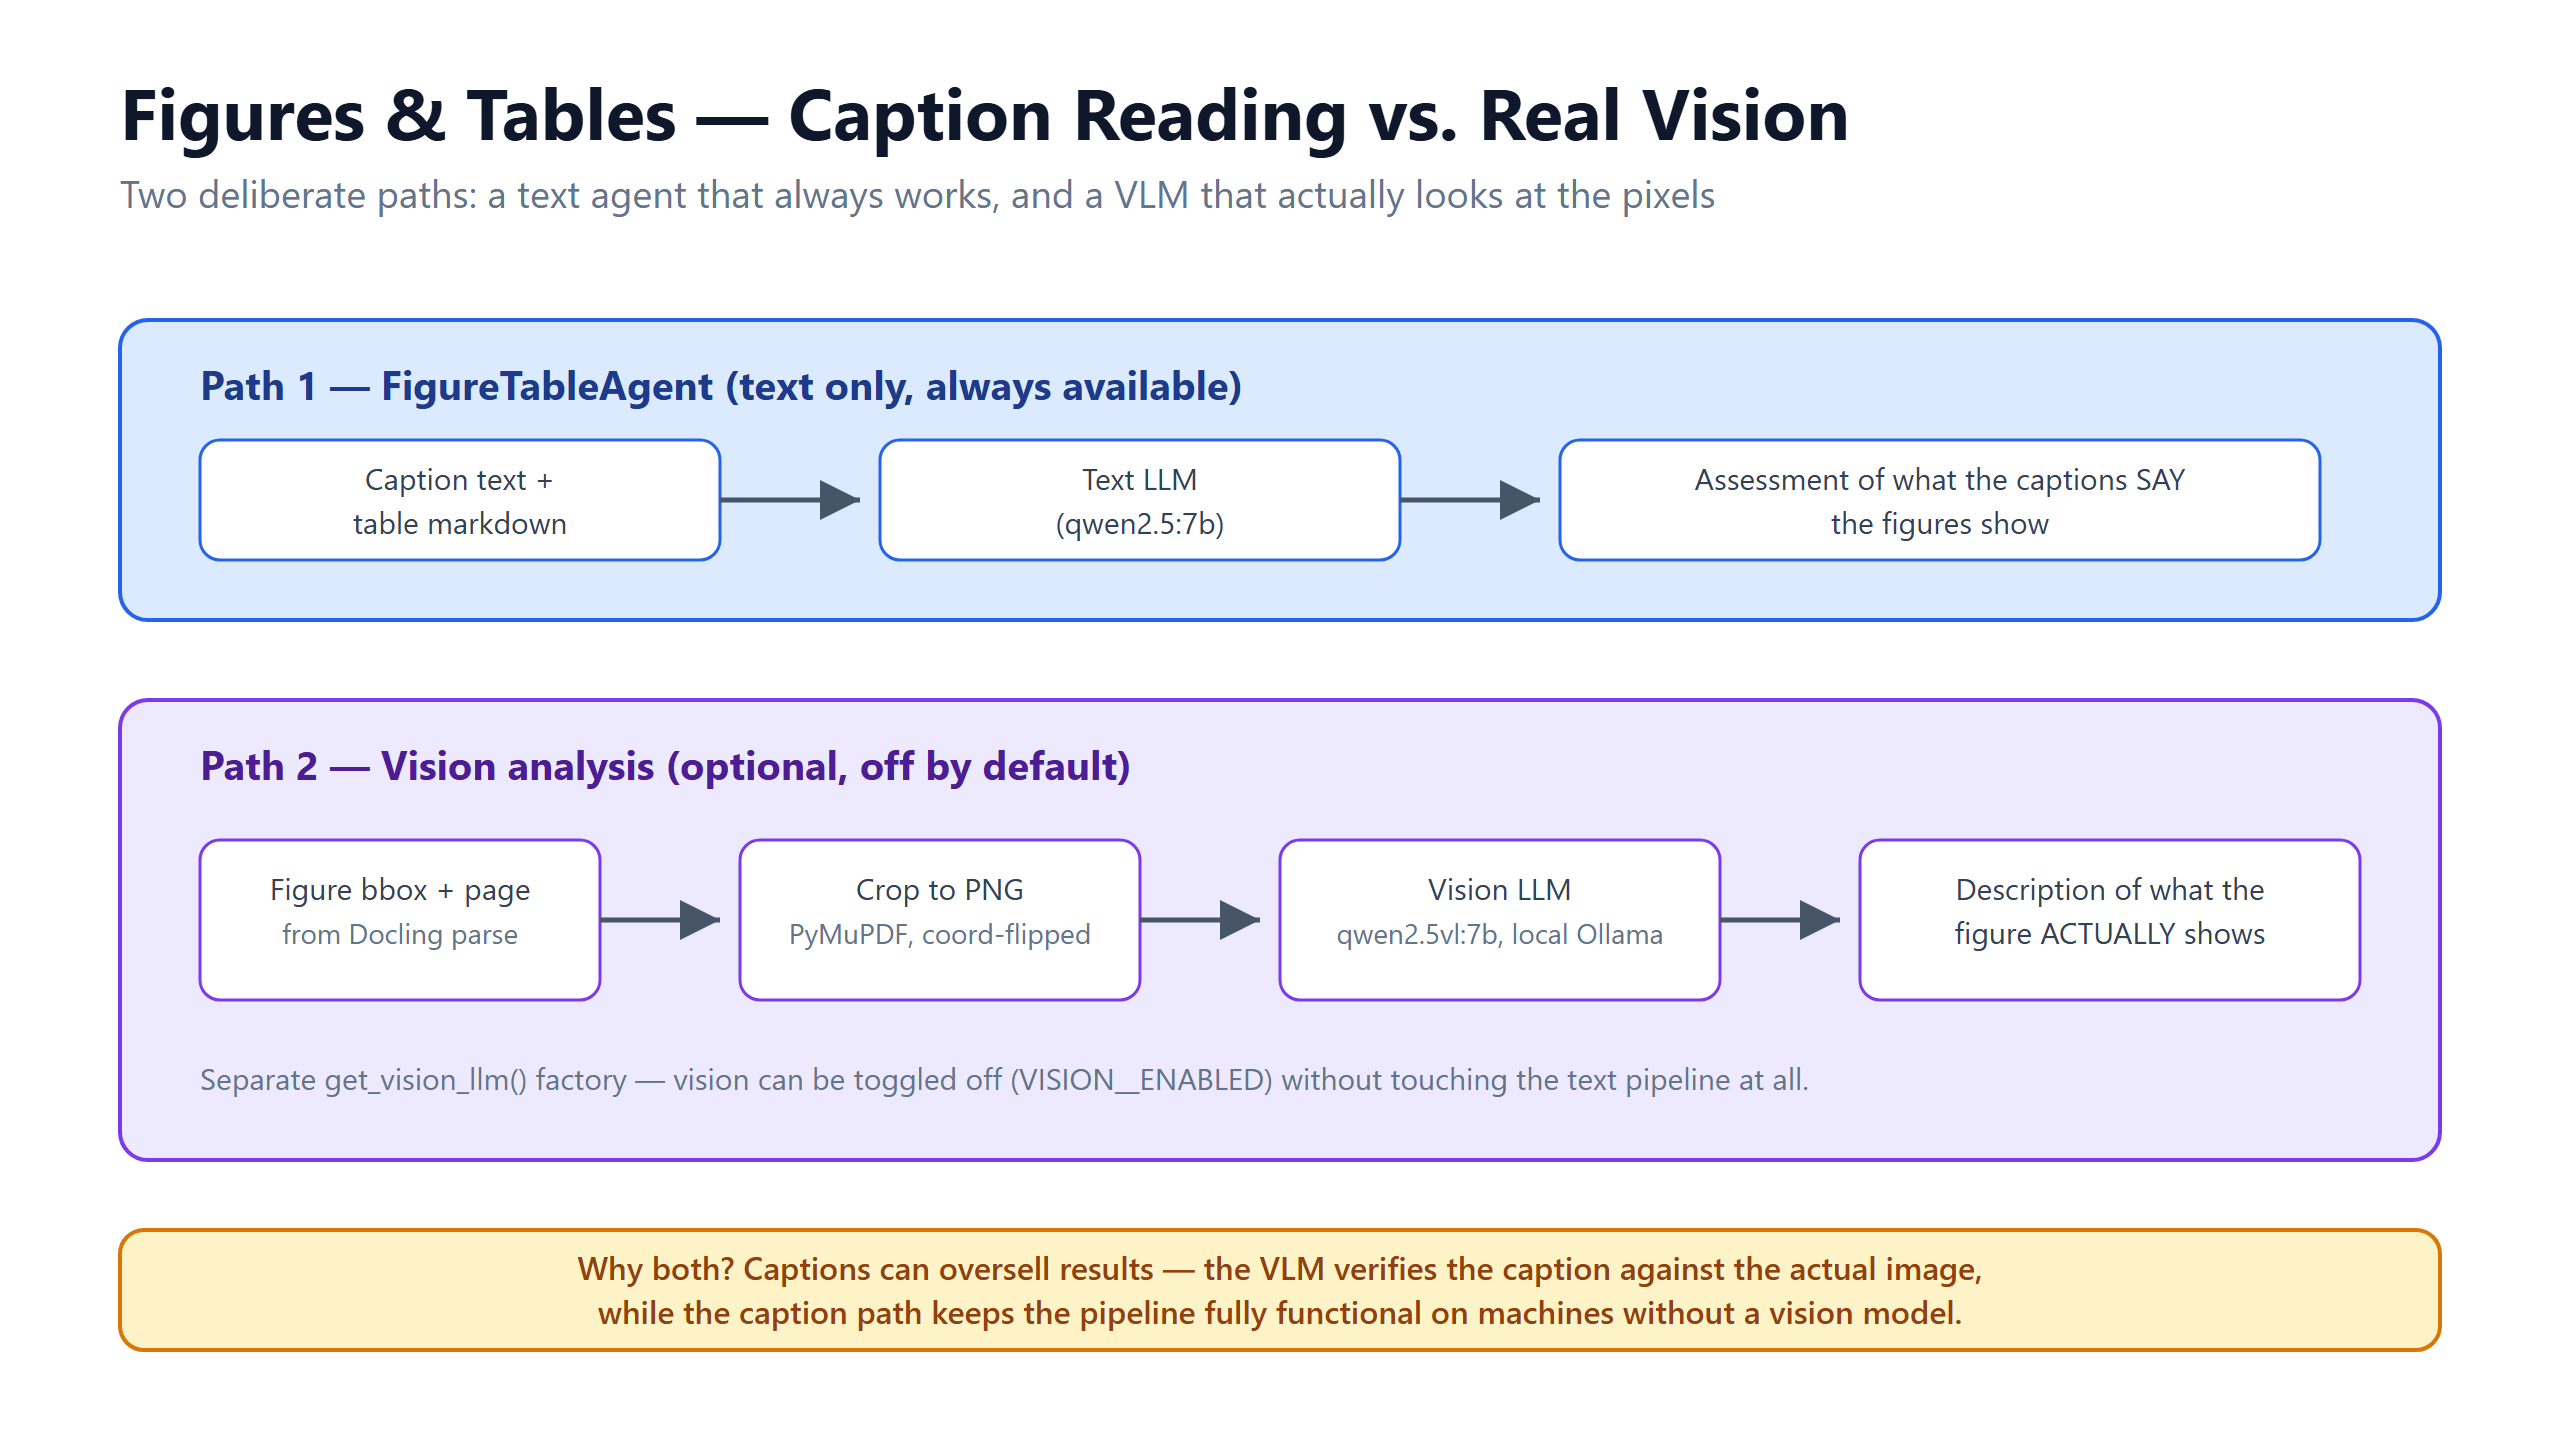 Figures & Tables — Caption Reading vs. Real Vision
Two deliberate paths: a text agent that always works, and a VLM that actually looks at the pixels
Path 1 — FigureTableAgent (text only, always available)
Caption text +
table markdown
Text LLM
(qwen2.5:7b)
Assessment of what the captions SAY
the figures show
Path 2 — Vision analysis (optional, off by default)
Figure bbox + page
from Docling parse
Crop to PNG
PyMuPDF, coord-flipped
Vision LLM
qwen2.5vl:7b, local Ollama
Description of what the
figure ACTUALLY shows
Separate get_vision_llm() factory — vision can be toggled off (VISION__ENABLED) without touching the text pipeline at all.
Why both? Captions can oversell results — the VLM verifies the caption against the actual image,
while the caption path keeps the pipeline fully functional on machines without a vision model.